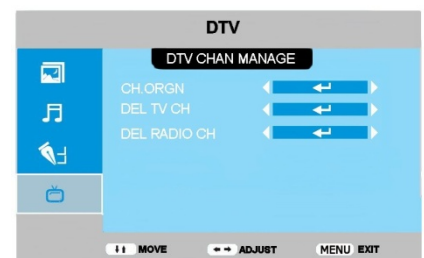 DTV
DTV CHAN MANAGE
CH.ORGN
DEL TV CH
DEL RADIO CH
MOVE ADJUST MENU EXIT